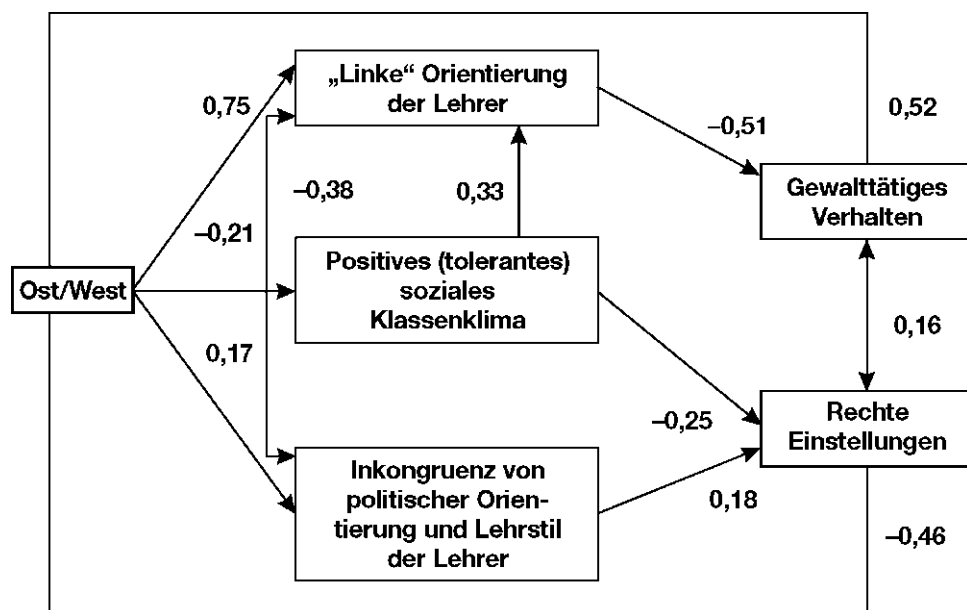 „Linke“ Orientierung
der Lehrer
0,75
0,52
–0,51
–0,38
0,33
Gewalttätiges
Verhalten
–0,21
Positives (tolerantes)
soziales
Klassenklima
Ost/West
0,16
0,17
–0,25
Rechte
Einstellungen
Inkongruenz von
politischer Orien-
tierung und Lehrstil
der Lehrer
0,18
–0,46